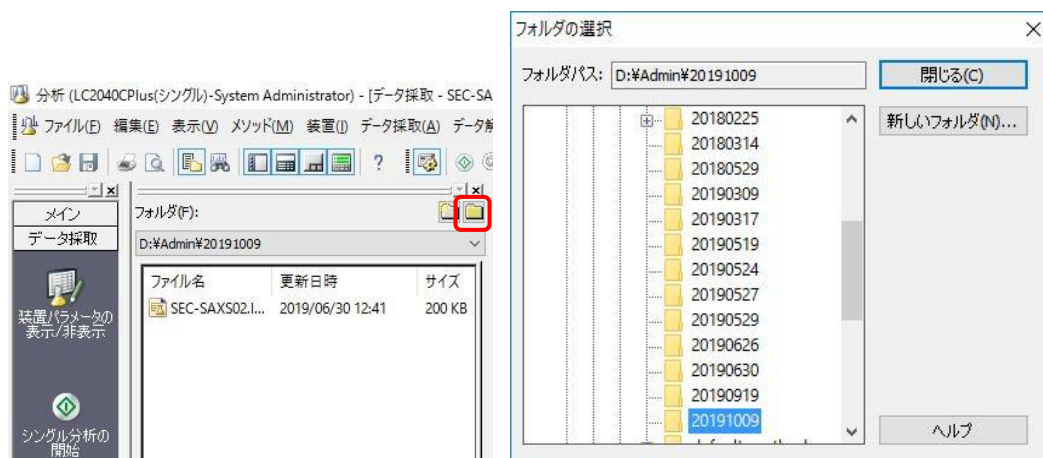 分析 (LC2040CPlus(シングル)-System Administrator) - [データ採取 - SEC-SA
ファイル(F) 編集(E) 表示(V) メソッド(M) 装置(I) データ採取(A) データ解
メイン
データ採取
装置パラメータの
表示/非表示
シングル分析の
開始
フォルダ(F):
D:¥Admin¥20191009
ファイル名 更新日時 サイズ
SEC-SAXS02.l... 2019/06/30 12:41 200 KB
フォルダの選択
フォルダパス: D:¥Admin¥20191009
閉じる(C)
新しいフォルダ(N)...
ヘルプ
20180225
20180314
20180529
20190309
20190317
20190519
20190524
20190527
20190529
20190626
20190630
20190919
20191009